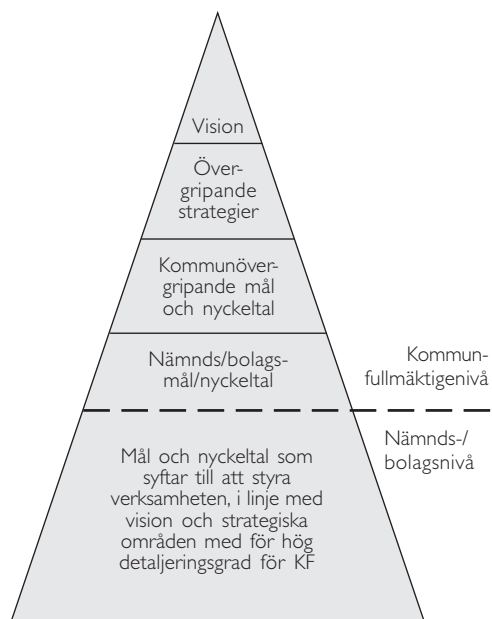 Vision
Över-
gripande
strategier
Kommunöver-
gripande mål
och nyckeltal
Nämnds/bolags-
mål/nyckeltal
Kommun-
fullmäktigenivå
Nämnds-/
bolagsnivå
Mål och nyckeltal som
syftar till att styra
verksamheten, i linje med
vision och strategiska
områden med för hög
detaljeringsgrad för KF